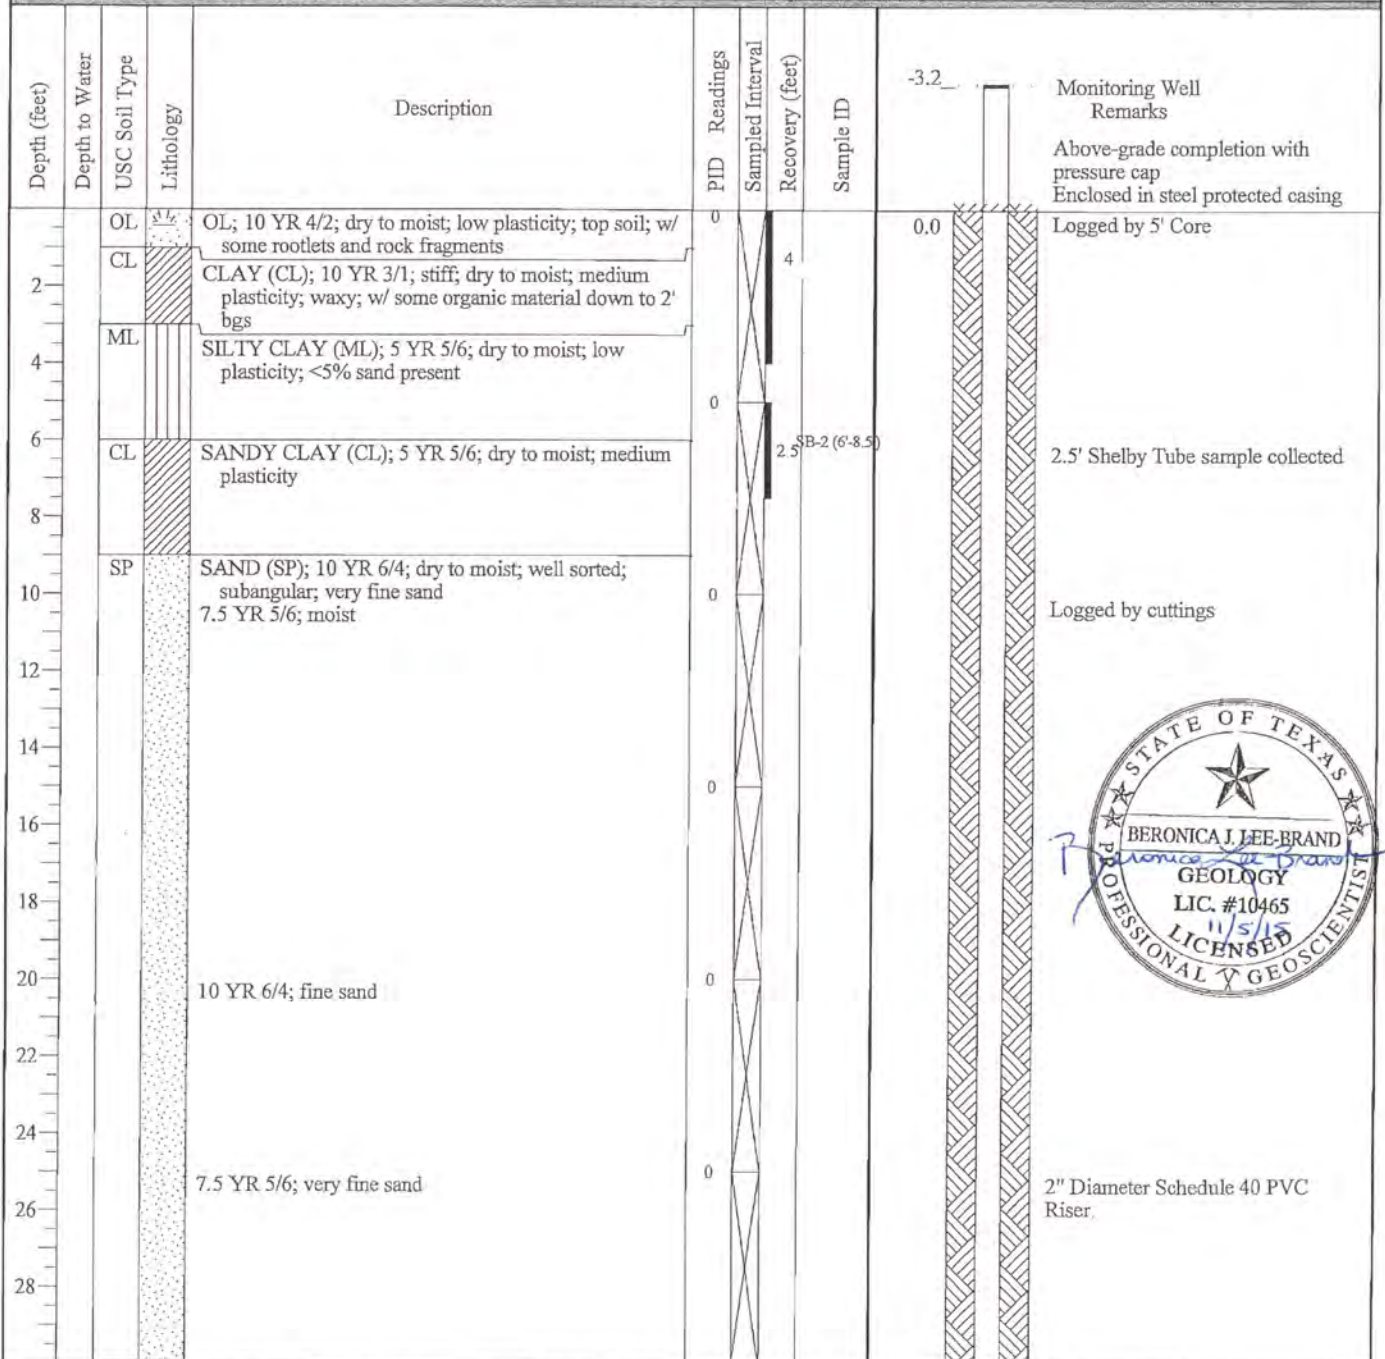 Depth (feet)
Depth to Water
USC Soil Type
Lithology
Description
PID Readings
Sampled Interval
Recovery (feet)
Sample ID
-3.2
Monitoring Well
Remarks
Above-grade completion with
pressure cap
Enclosed in steel protected casing
OL
OL; 10 YR 4/2; dry to moist; low plasticity; top soil; w/
some rootlets and rock fragments
0
0.0
Logged by 5' Core
CL
CLAY (CL); 10 YR 3/1; stiff; dry to moist; medium
plasticity; waxy; w/ some organic material down to 2'
bgs
4
2
ML
SILTY CLAY (ML); 5 YR 5/6; dry to moist; low
plasticity; <5% sand present
4
0
6
CL
SANDY CLAY (CL); 5 YR 5/6; dry to moist; medium
plasticity
2.5
SB-2 (6'-8.5)
2.5' Shelby Tube sample collected
8
SP
SAND (SP); 10 YR 6/4; dry to moist; well sorted;
subangular; very fine sand
10
0
7.5 YR 5/6; moist
Logged by cuttings
12
14
0
16
18
STATE OF TEXAS
BERONICA J. LEE-BRAND
Beronica Lee-Brand
GEOLOGY
LIC. #10465
11/5/15
LICENSED
PROFESSIONAL GEOSCIENTIST
20
0
10 YR 6/4; fine sand
22
24
0
7.5 YR 5/6; very fine sand
2" Diameter Schedule 40 PVC
Riser
26
28